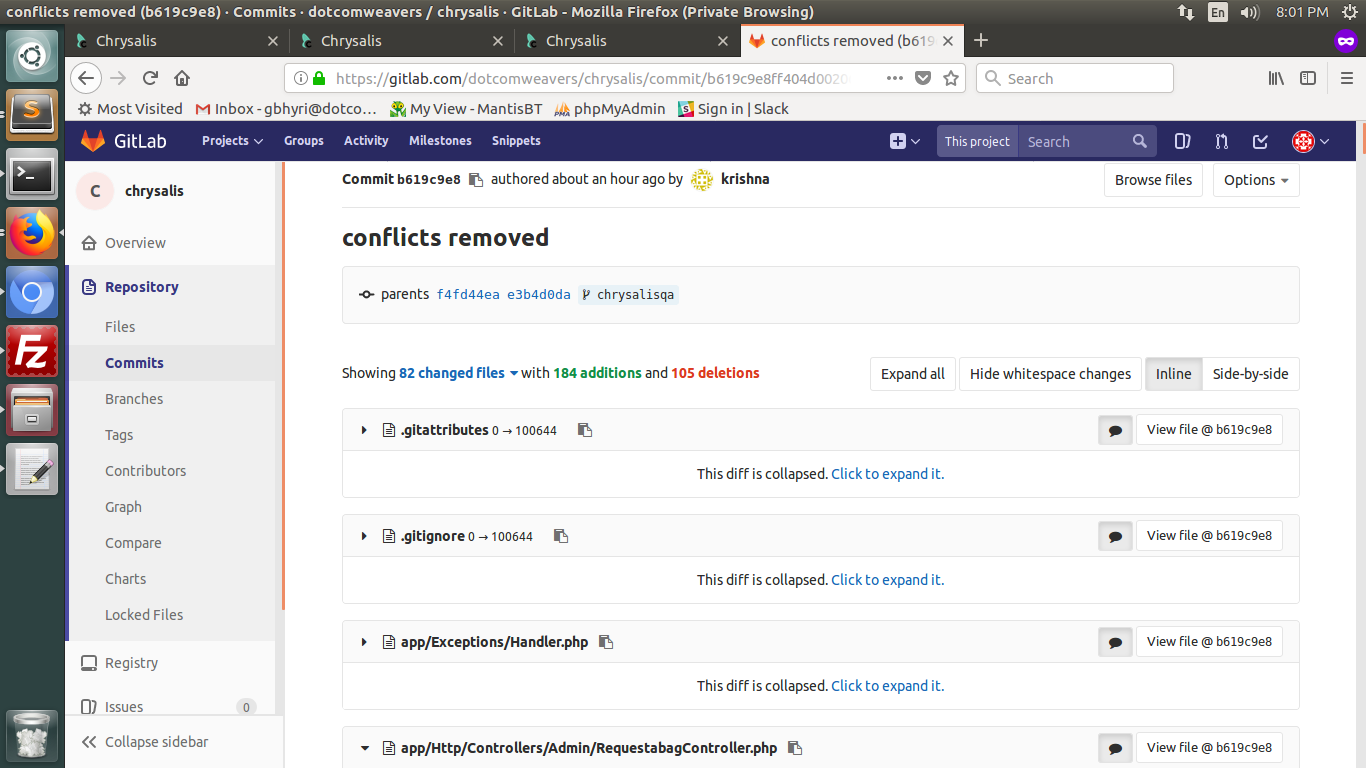 conflicts removed (b619c9e8) · Commits · dotcomweavers / chrysalis · GitLab - Mozilla Firefox (Private Browsing)
En
8:01 PM
Chrysalis
Chrysalis
Chrysalis
conflicts removed (b619
https://gitlab.com/dotcomweavers/chrysalis/commit/b619c9e8ff404d0020
Search
Most Visited
Inbox - gbhyri@dotco...
My View - MantisBT
phpMyAdmin
Sign in | Slack
GitLab
Projects
Groups
Activity
Milestones
Snippets
This project
Search
C
chrysalis
Overview
Repository
Files
Commits
Branches
Tags
Contributors
Graph
Compare
Charts
Locked Files
Registry
Issues
0
Collapse sidebar
Commit b619c9e8 authored about an hour ago by krishna
Browse files
Options
conflicts removed
parents f4fd44ea e3b4d0da chrysalisqa
Showing 82 changed files with 184 additions and 105 deletions
Expand all
Hide whitespace changes
Inline
Side-by-side
.gitattributes 0 → 100644
View file @ b619c9e8
This diff is collapsed. Click to expand it.
.gitignore 0 → 100644
View file @ b619c9e8
This diff is collapsed. Click to expand it.
app/Exceptions/Handler.php
View file @ b619c9e8
This diff is collapsed. Click to expand it.
app/Http/Controllers/Admin/RequestabagController.php
View file @ b619c9e8